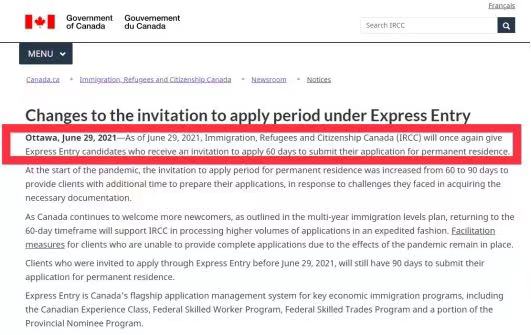 Français
Government
of Canada
Gouvernement
du Canada
Search IRCC
MENU
Canada.ca
Immigration, Refugees and Citizenship Canada
Newsroom
Notices
Changes to the invitation to apply period under Express Entry
Ottawa, June 29, 2021—As of June 29, 2021, Immigration, Refugees and Citizenship Canada (IRCC) will once again give
Express Entry candidates who receive an invitation to apply 60 days to submit their application for permanent residence.
At the start of the pandemic, the invitation to apply period for permanent residence was increased from 60 to 90 days to
provide clients with additional time to prepare their applications, in response to challenges they faced in acquiring the
necessary documentation.
As Canada continues to welcome more newcomers, as outlined in the multi-year immigration levels plan, returning to the
60-day timeframe will support IRCC in processing higher volumes of applications in an expedited fashion. Facilitation
measures for clients who are unable to provide complete applications due to the effects of the pandemic remain in place.
Clients who were invited to apply through Express Entry before June 29, 2021, will still have 90 days to submit their
application for permanent residence.
Express Entry is Canada's flagship application management system for key economic immigration programs, including
the Canadian Experience Class, Federal Skilled Worker Program, Federal Skilled Trades Program and a portion of the
Provincial Nominee Program.